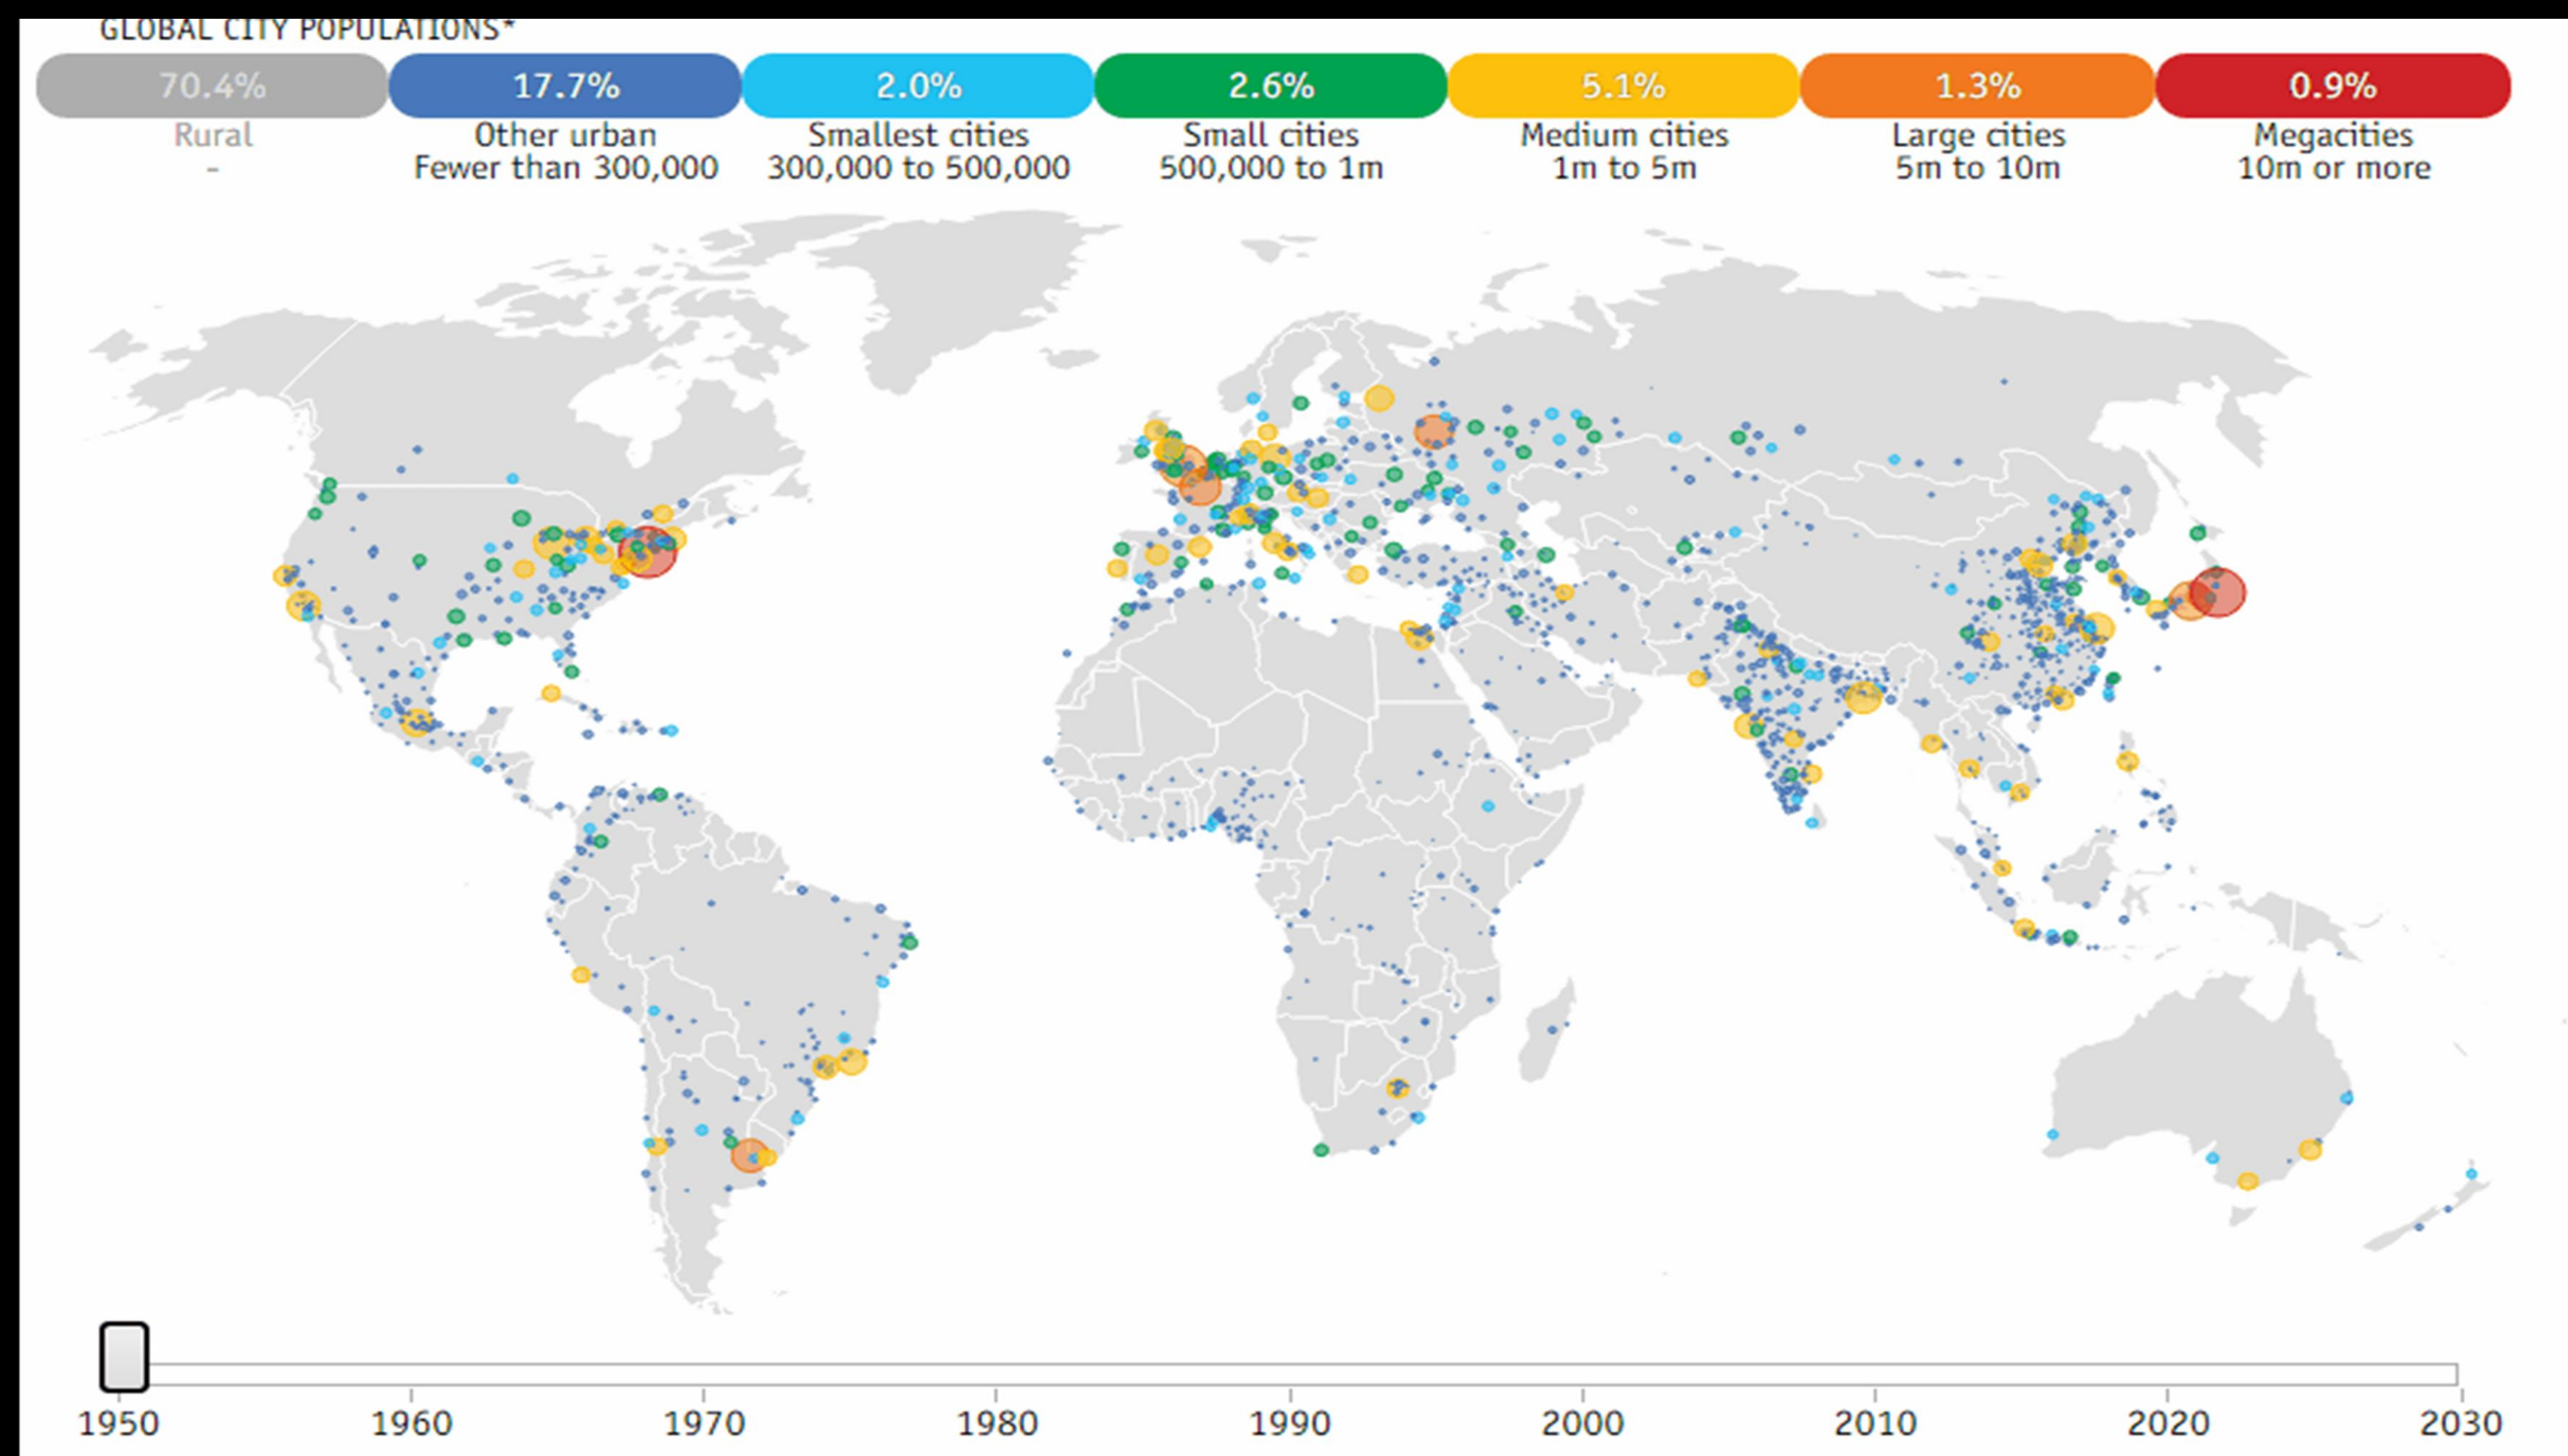 GLOBAL CITY POPULATIONS*
70.4% 17.7% 2.0% 2.6% 5.1% 1.3% 0.9%
Rural Other urban Smallest cities Small cities Medium cities Large cities Megacities
- Fewer than 300,000 300,000 to 500,000 500,000 to 1m 1m to 5m 5m to 10m 10m or more
1950 1960 1970 1980 1990 2000 2010 2020 2030